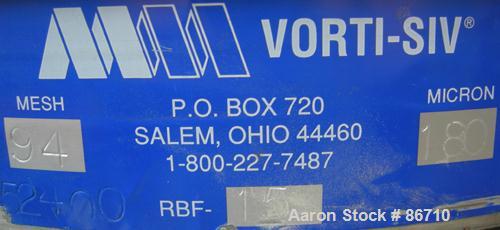 VORTI-SIV®
MESH
94
MICRON
180
P.O. BOX 720
SALEM, OHIO 44460
1-800-227-7487
52400
RBF- 15
Aaron Stock # 86710